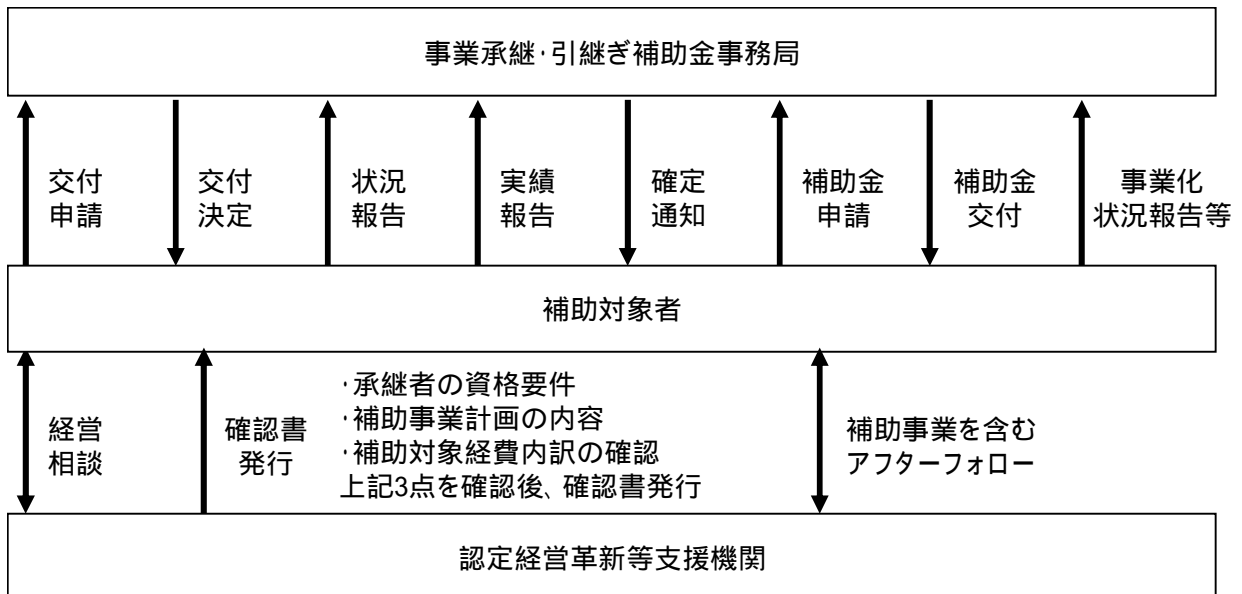 事業承継･引継ぎ補助金事務局
交付
申請
交付
決定
状況
報告
実績
報告
確定
通知
補助金
申請
補助金
交付
事業化
状況報告等
補助対象者
経営
相談
確認書
発行
･承継者の資格要件
･補助事業計画の内容
･補助対象経費内訳の確認
上記3点を確認後、確認書発行
補助事業を含む
アフターフォロー
認定経営革新等支援機関